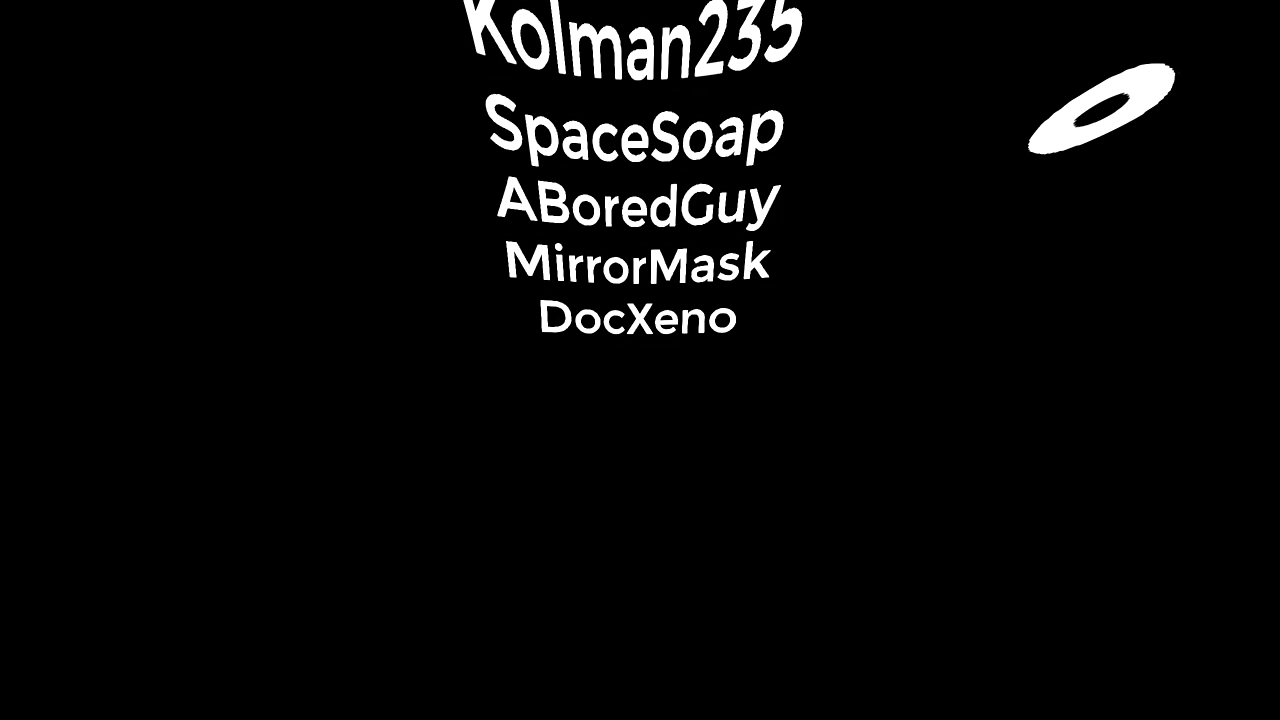 Kolman235
SpaceSoap
ABoredGuy
MirrorMask
DocXeno